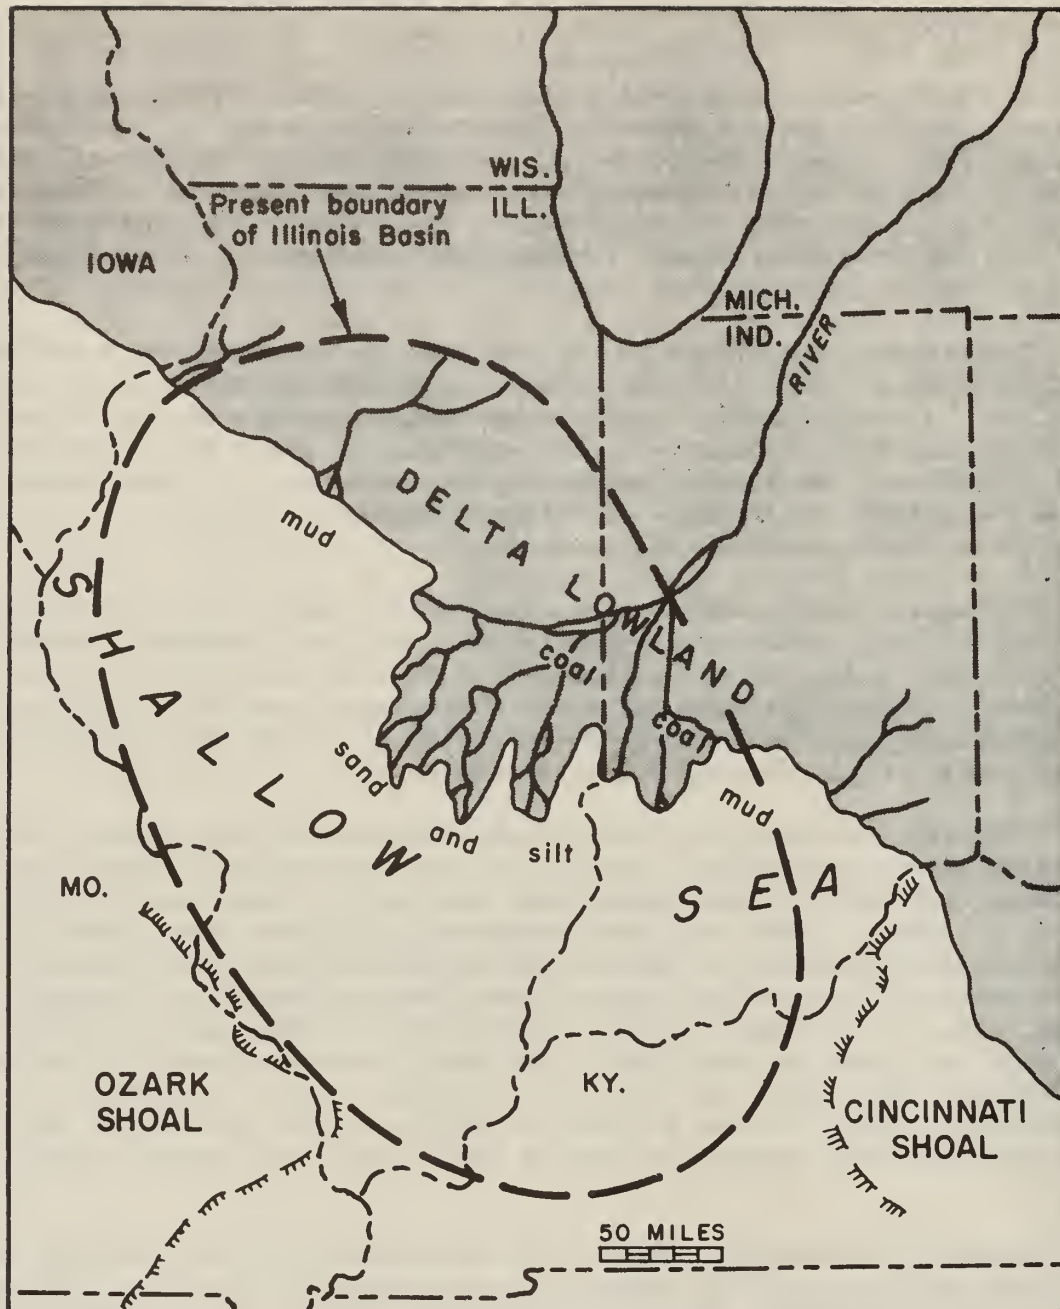 WIS.
ILL.
Present boundary
of Illinois Basin
IOWA
MICH.
IND.
RIVER
DELTA LOWLAND
mud
coal
coal
sand and silt
mud
SHALLOW SEA
MO.
OZARK
SHOAL
KY.
CINCINNATI
SHOAL
50 MILES